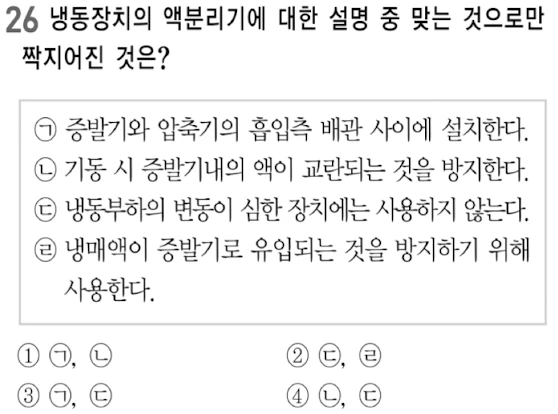 26 냉동장치의 액분리기에 대한 설명 중 맞는 것으로만
짝지어진 것은?
㉠ 증발기와 압축기의 흡입측 배관 사이에 설치한다.
㉡ 기동 시 증발기내의 액이 교란되는 것을 방지한다.
㉢ 냉동부하의 변동이 심한 장치에는 사용하지 않는다.
㉣ 냉매액이 증발기로 유입되는 것을 방지하기 위해
사용한다.
① ㉠, ㉡ ② ㉢, ㉣
③ ㉠, ㉢ ④ ㉡, ㉢